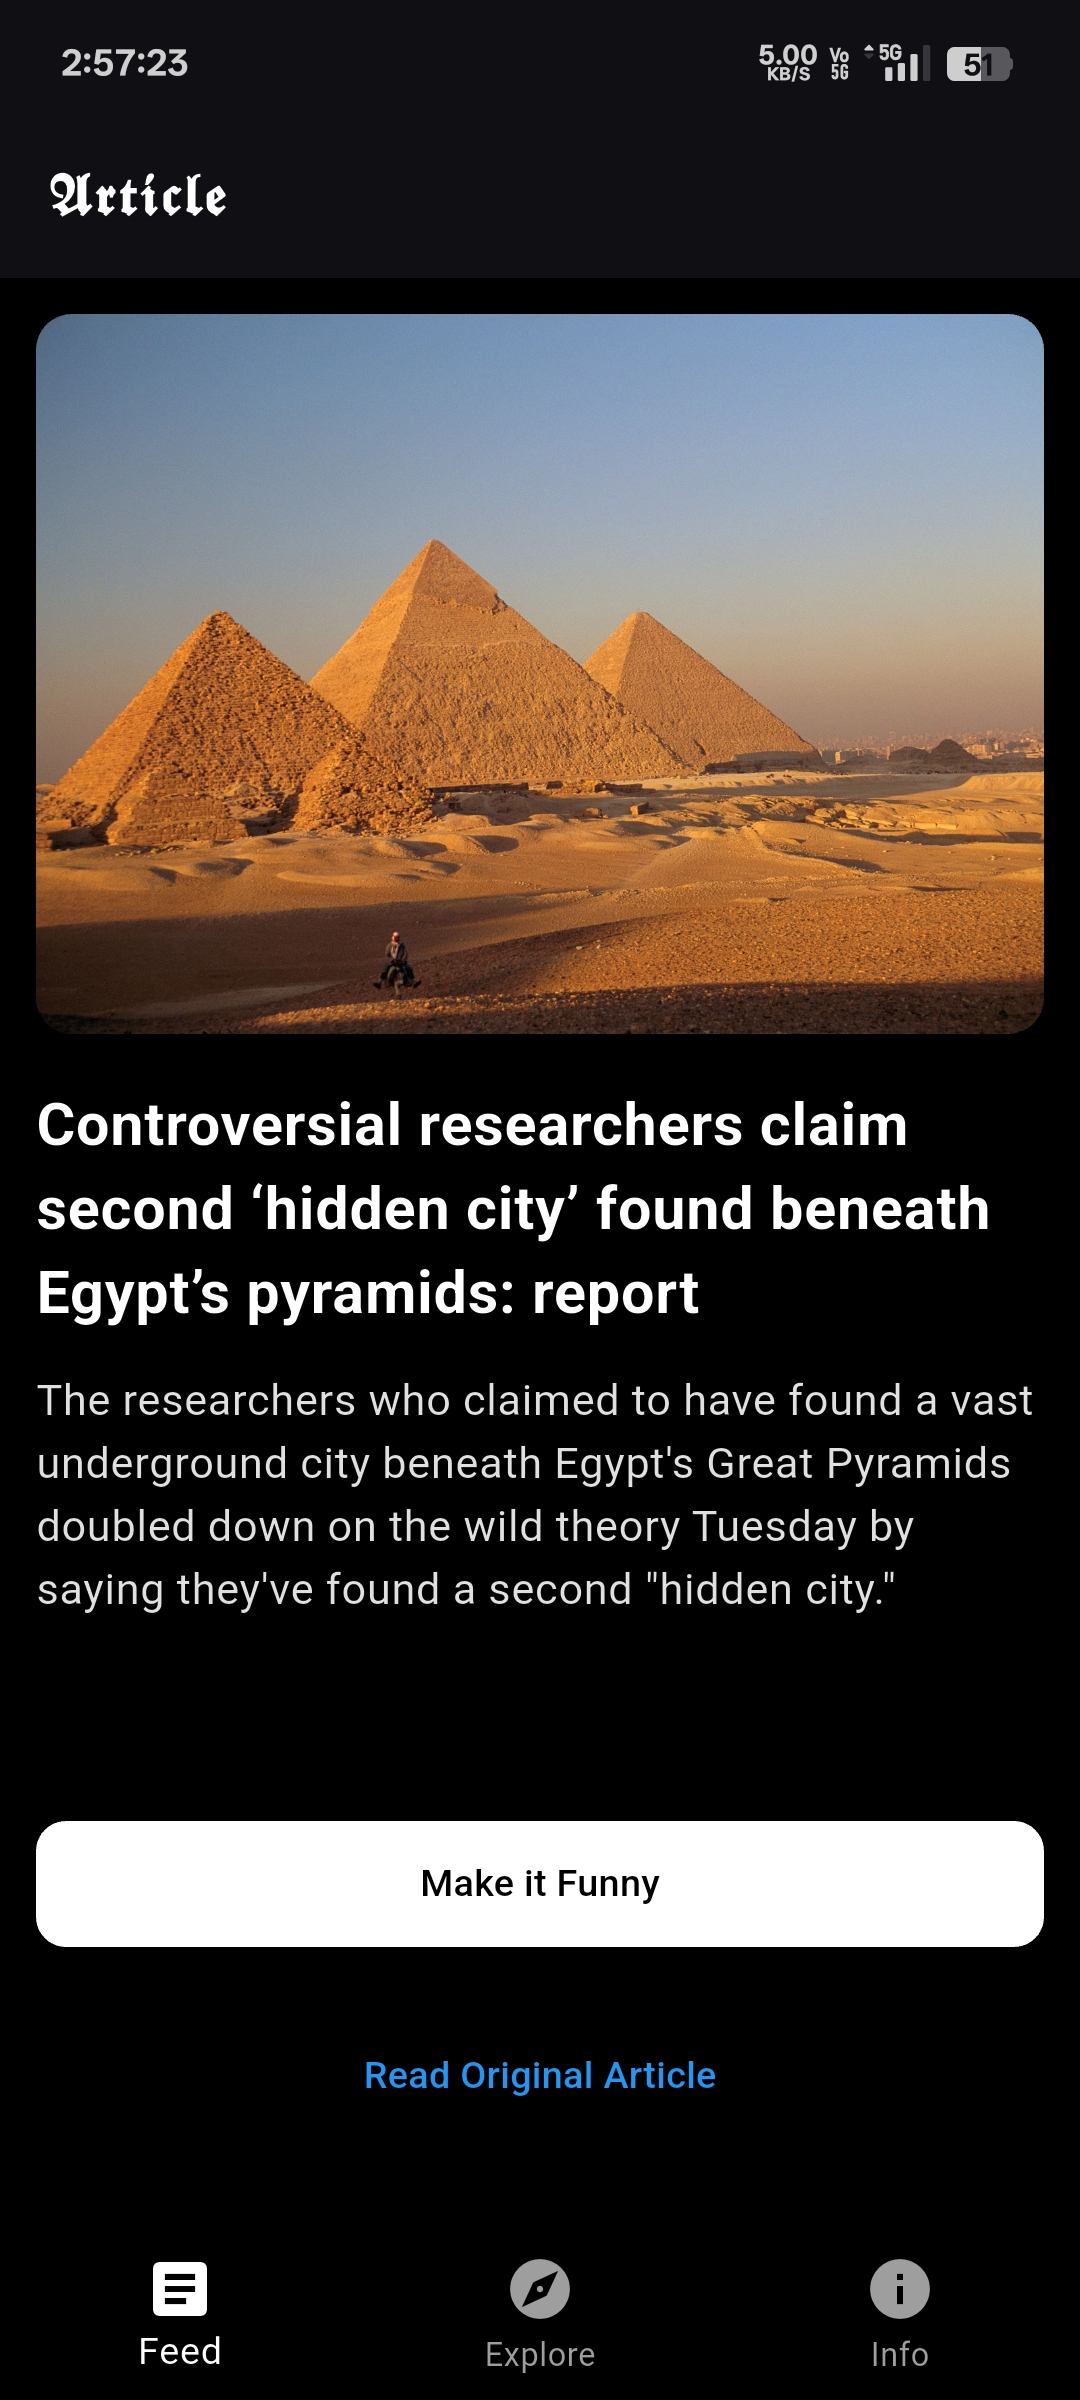 2:57:23
5.00
KB/S
Vo
5G
5G
51
Article
Controversial researchers claim
second ‘hidden city’ found beneath
Egypt’s pyramids: report
The researchers who claimed to have found a vast
underground city beneath Egypt's Great Pyramids
doubled down on the wild theory Tuesday by
saying they've found a second "hidden city."
Make it Funny
Read Original Article
Feed
Explore
Info